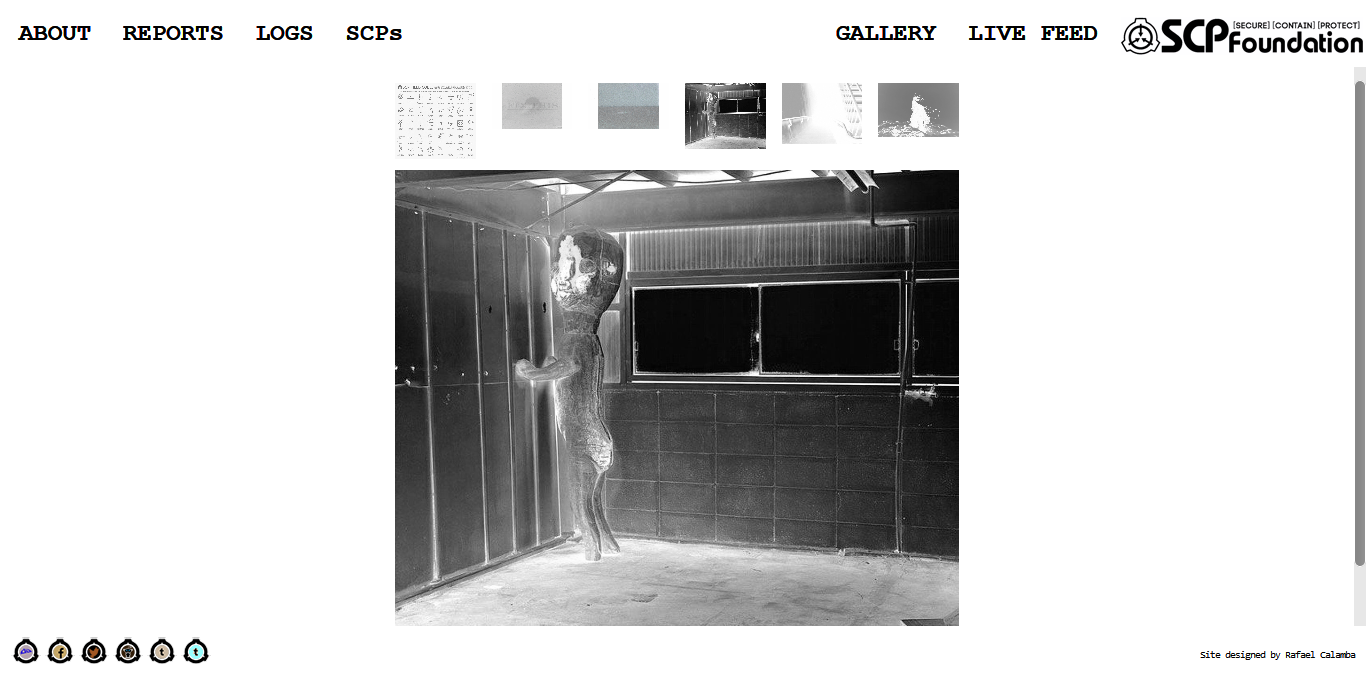 ABOUT REPORTS LOGS SCPs GALLERY LIVE FEED
[SECURE] [CONTAIN] [PROTECT]
SCP Foundation
Site designed by Rafael Calamba